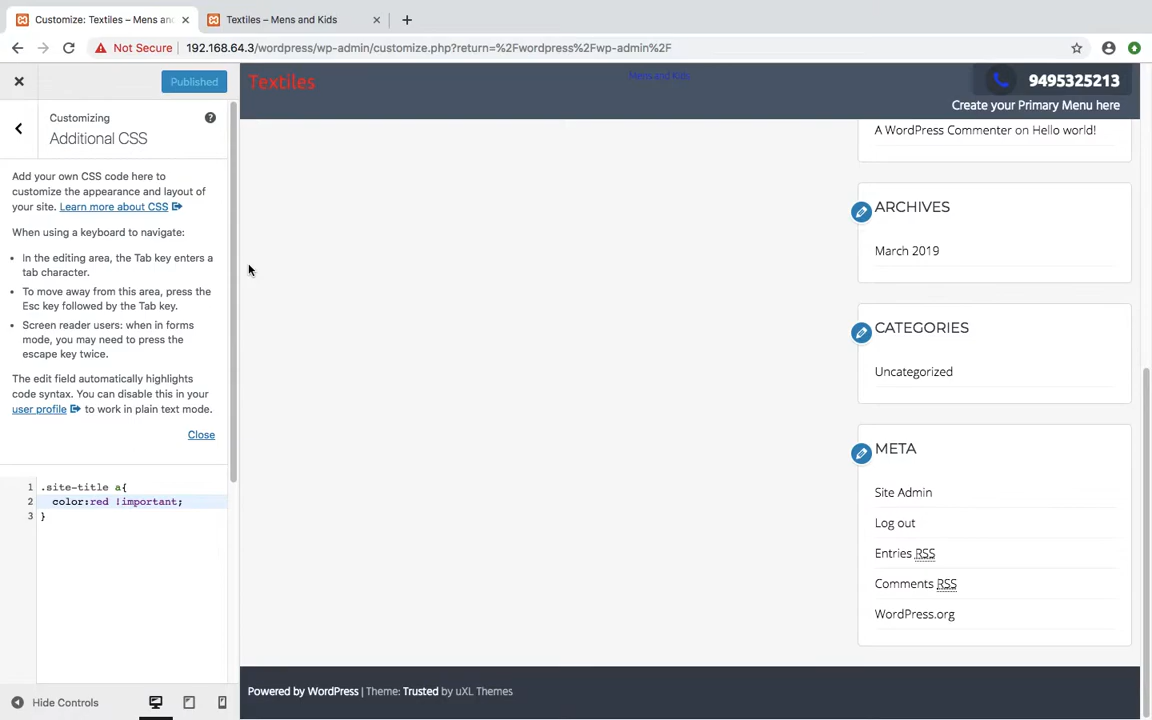 Customize: Textiles – Mens and
Textiles – Mens and Kids
Not Secure
192.168.64.3/wordpress/wp-admin/customize.php?return=%2Fwordpress%2Fwp-admin%2F
Published
Customizing
Additional CSS
Add your own CSS code here to
customize the appearance and layout of
your site. Learn more about CSS
When using a keyboard to navigate:
In the editing area, the Tab key enters a
tab character.
To move away from this area, press the
Esc key followed by the Tab key.
Screen reader users: when in forms
mode, you may need to press the
escape key twice.
The edit field automatically highlights
code syntax. You can disable this in your
user profile to work in plain text mode.
Close
1 .site-title a{
2 color:red !important;
3 }
Hide Controls
Textiles
Mens and Kids
9495325213
Create your Primary Menu here
A WordPress Commenter on Hello world!
ARCHIVES
March 2019
CATEGORIES
Uncategorized
META
Site Admin
Log out
Entries RSS
Comments RSS
WordPress.org
Powered by WordPress | Theme: Trusted by uXL Themes